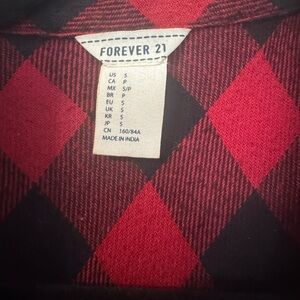 FOREVER 21
US S
CA P
MX S/P
BR P
EU S
UK S
KR S
JP S
CN 160/84A
MADE IN INDIA